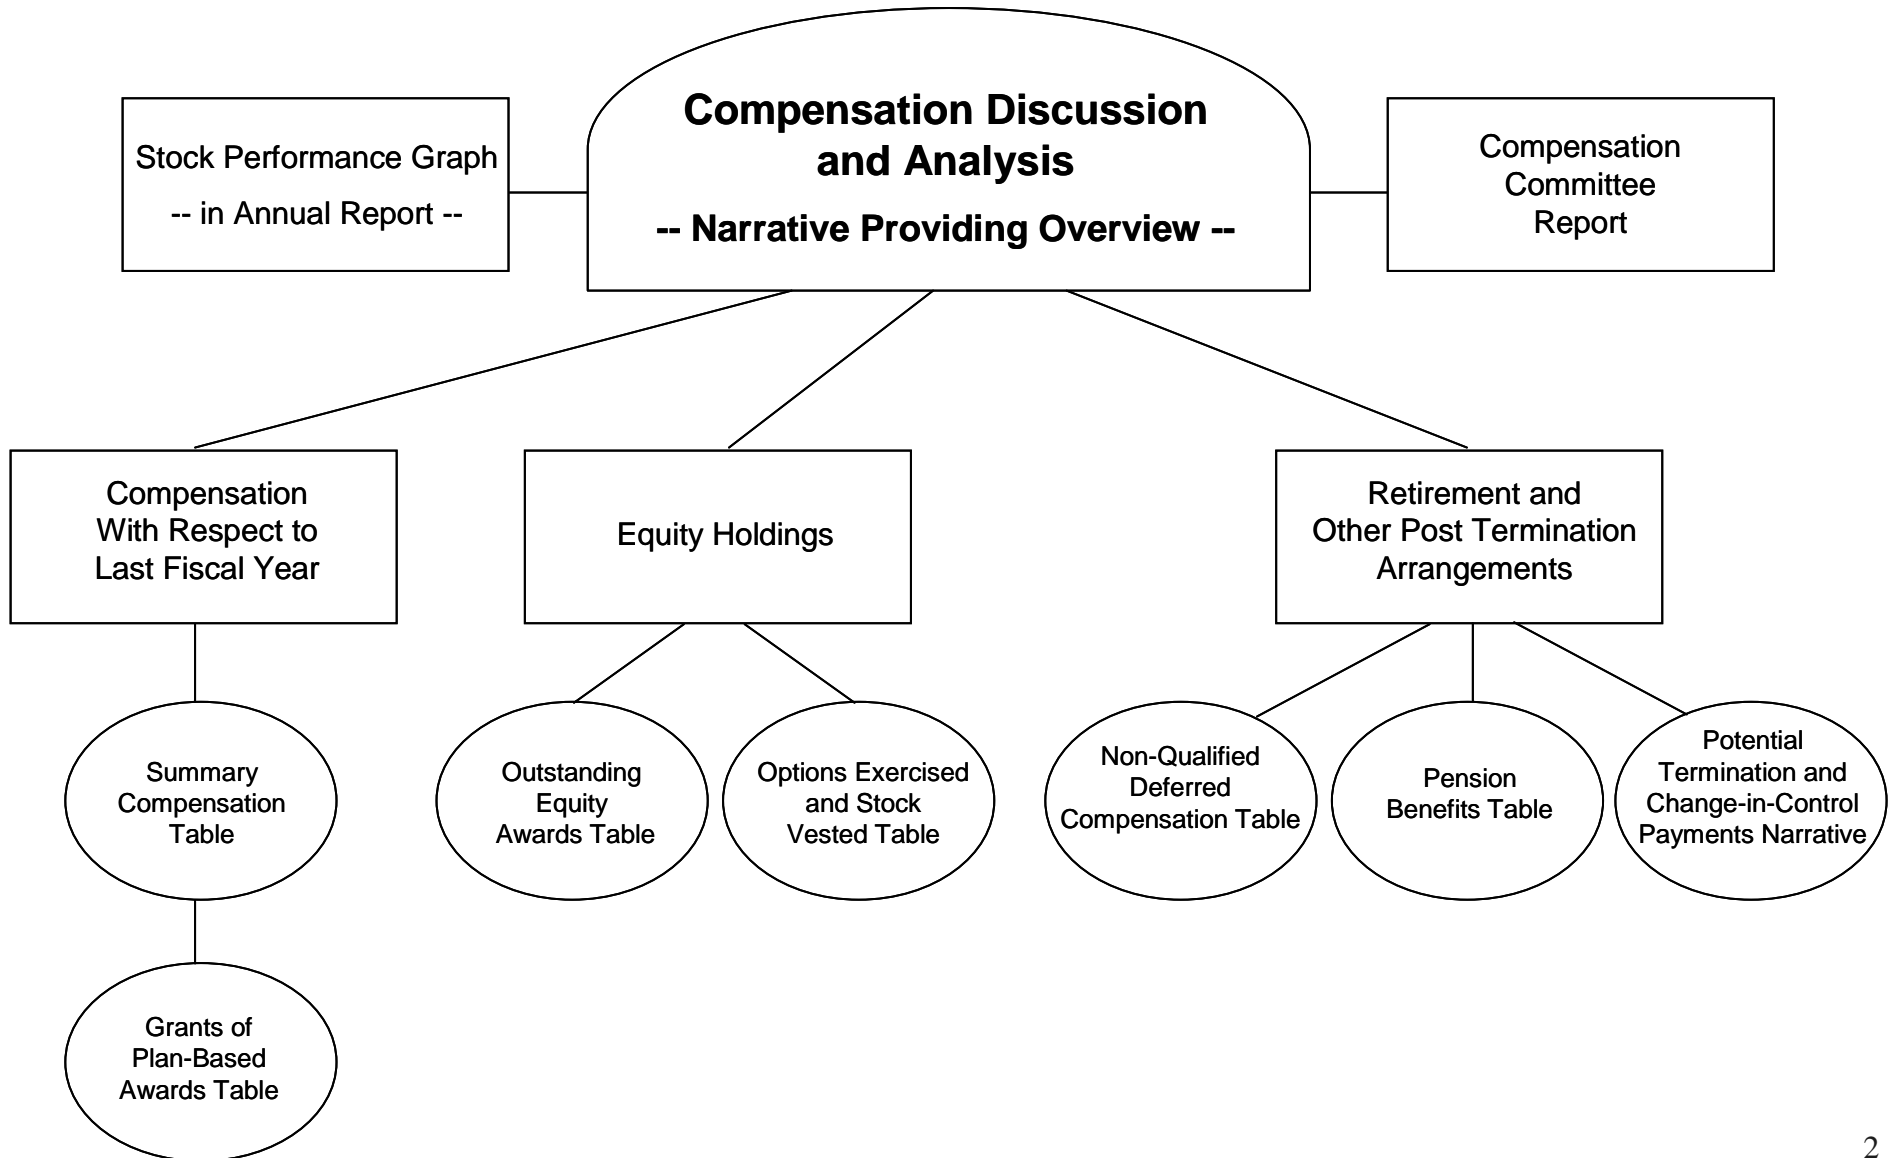 Compensation Discussion
and Analysis
-- Narrative Providing Overview --
Stock Performance Graph
-- in Annual Report --
Compensation
Committee
Report
Compensation
With Respect to
Last Fiscal Year
Equity Holdings
Retirement and
Other Post Termination
Arrangements
Summary
Compensation
Table
Outstanding
Equity
Awards Table
Options Exercised
and Stock
Vested Table
Non-Qualified
Deferred
Compensation Table
Pension
Benefits Table
Potential
Termination and
Change-in-Control
Payments Narrative
Grants of
Plan-Based
Awards Table
2